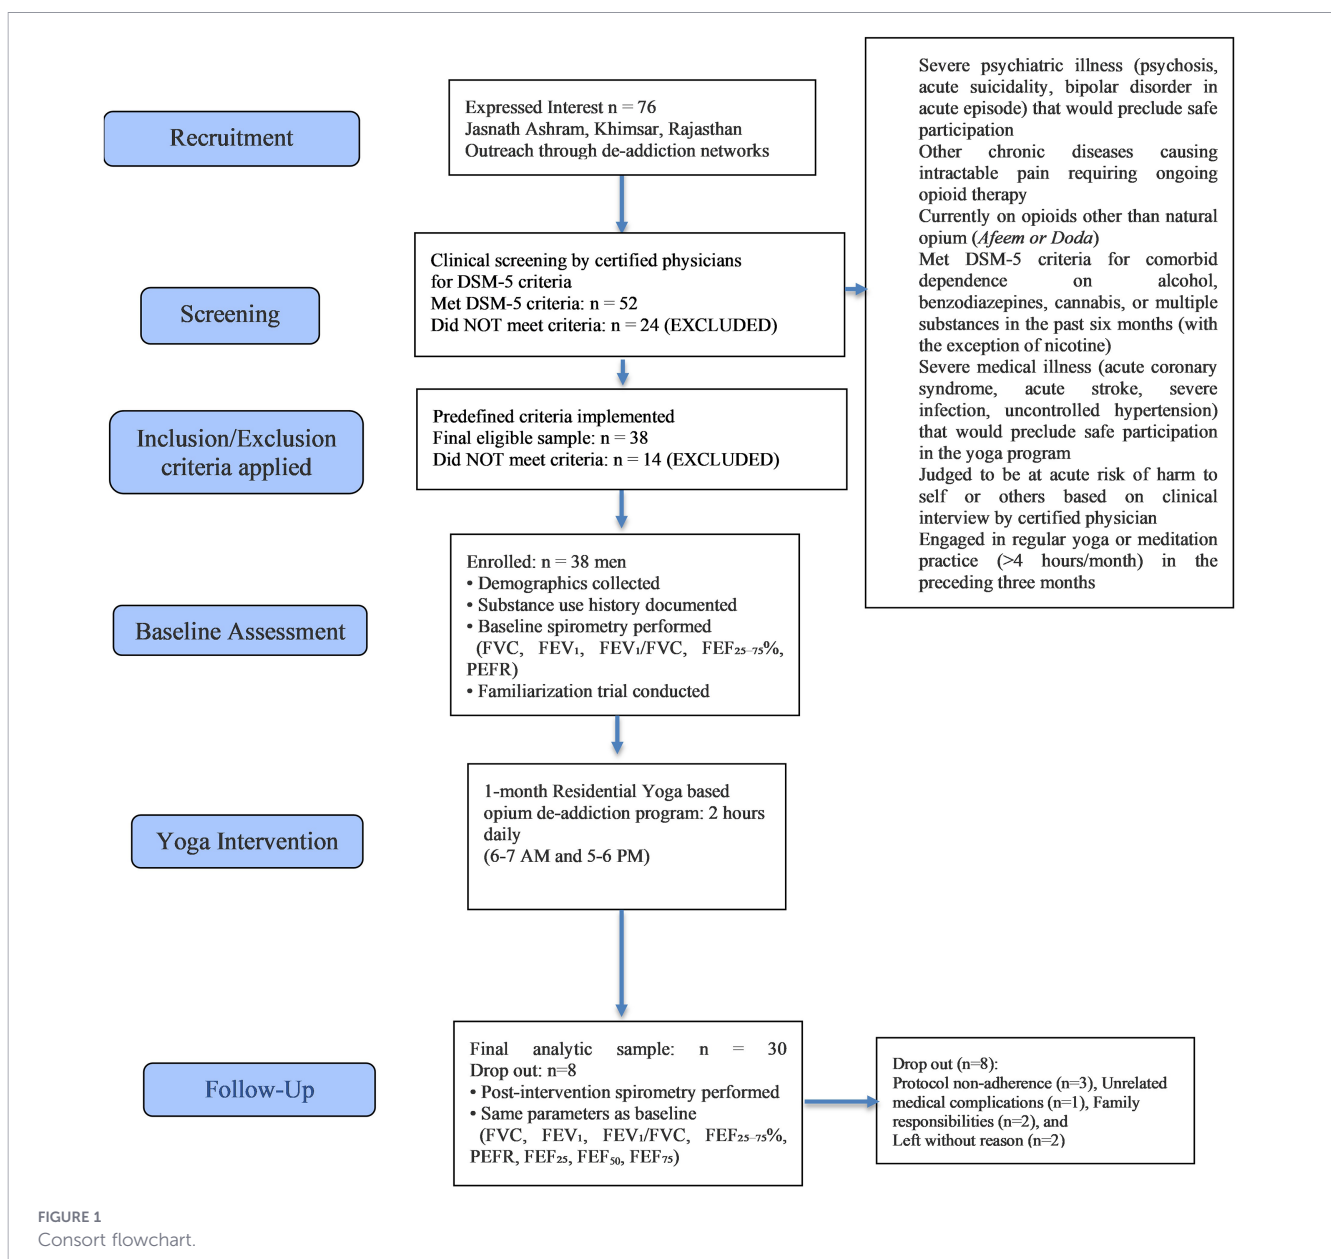 Recruitment
Expressed Interest n = 76
Jasnath Ashram, Khimsar, Rajasthan
Outreach through de-addiction networks
Screening
Clinical screening by certified physicians
for DSM-5 criteria
Met DSM-5 criteria: n = 52
Did NOT meet criteria: n = 24 (EXCLUDED)
Severe psychiatric illness (psychosis,
acute suicidality, bipolar disorder in
acute episode) that would preclude safe
participation
Other chronic diseases causing
intractable pain requiring ongoing
opioid therapy
Currently on opioids other than natural
opium (Afeem or Doda)
Met DSM-5 criteria for comorbid
dependence on alcohol,
benzodiazepines, cannabis, or multiple
substances in the past six months (with
the exception of nicotine)
Severe medical illness (acute coronary
syndrome, acute stroke, severe
infection, uncontrolled hypertension)
that would preclude safe participation
in the yoga program
Judged to be at acute risk of harm to
self or others based on clinical
interview by certified physician
Engaged in regular yoga or meditation
practice (>4 hours/month) in the
preceding three months
Inclusion/Exclusion
criteria applied
Predefined criteria implemented
Final eligible sample: n = 38
Did NOT meet criteria: n = 14 (EXCLUDED)
Baseline Assessment
Enrolled: n = 38 men
• Demographics collected
• Substance use history documented
• Baseline spirometry performed
(FVC, FEV₁, FEV₁/FVC, FEF₂₅₋₇₅%,
PEFR)
• Familiarization trial conducted
Yoga Intervention
1-month Residential Yoga based
opium de-addiction program: 2 hours
daily
(6-7 AM and 5-6 PM)
Follow-Up
Final analytic sample: n = 30
Drop out: n=8
• Post-intervention spirometry performed
• Same parameters as baseline
(FVC, FEV₁, FEV₁/FVC, FEF₂₅₋₇₅%,
PEFR, FEF₂₅, FEF₅₀, FEF₇₅)
Drop out (n=8):
Protocol non-adherence (n=3), Unrelated
medical complications (n=1), Family
responsibilities (n=2), and
Left without reason (n=2)
FIGURE 1
Consort flowchart.